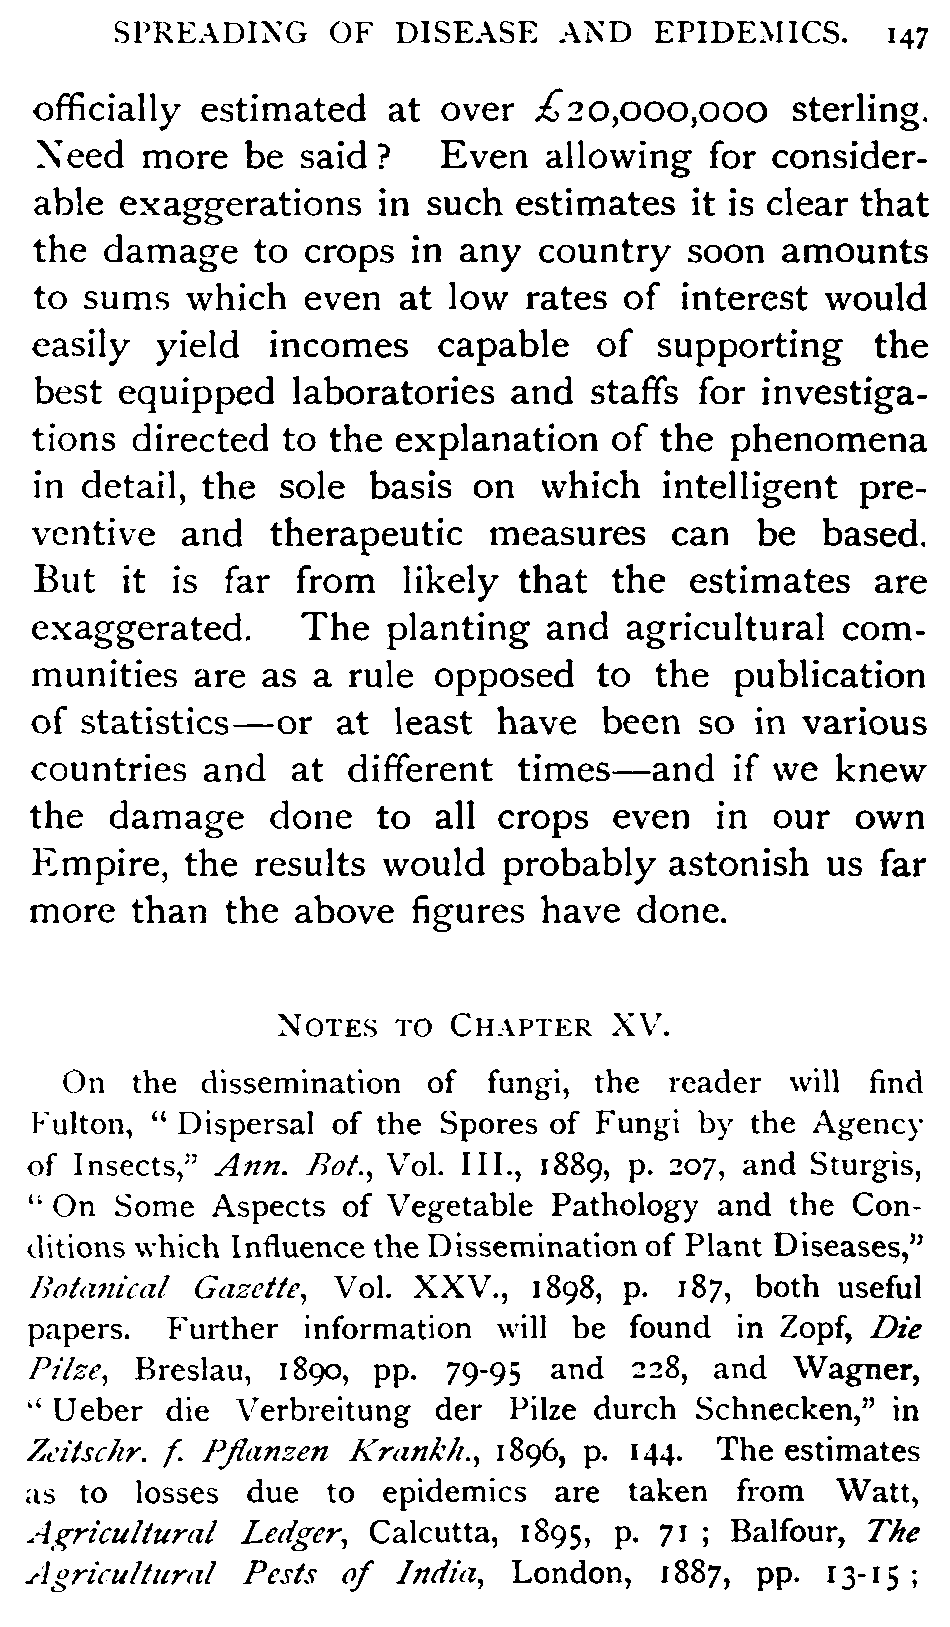 SPREADING OF DISEASE AND EPIDEMICS. 147
officially estimated at over £20,000,000 sterling.
Need more be said? Even allowing for consider-
able exaggerations in such estimates it is clear that
the damage to crops in any country soon amounts
to sums which even at low rates of interest would
easily yield incomes capable of supporting the
best equipped laboratories and staffs for investiga-
tions directed to the explanation of the phenomena
in detail, the sole basis on which intelligent pre-
ventive and therapeutic measures can be based.
But it is far from likely that the estimates are
exaggerated. The planting and agricultural com-
munities are as a rule opposed to the publication
of statistics—or at least have been so in various
countries and at different times—and if we knew
the damage done to all crops even in our own
Empire, the results would probably astonish us far
more than the above figures have done.
NOTES TO CHAPTER XV.
On the dissemination of fungi, the reader will find
Fulton, "Dispersal of the Spores of Fungi by the Agency
of Insects," Ann. Bot., Vol. III., 1889, p. 207, and Sturgis,
"On Some Aspects of Vegetable Pathology and the Con-
ditions which Influence the Dissemination of Plant Diseases,"
Botanical Gazette, Vol. XXV., 1898, p. 187, both useful
papers. Further information will be found in Zopf, Die
Pilze, Breslau, 1890, pp. 79-95 and 228, and Wagner,
"Ueber die Verbreitung der Pilze durch Schnecken," in
Zeitschr. f. Pflanzen Krankh., 1896, p. 144. The estimates
as to losses due to epidemics are taken from Watt,
Agricultural Ledger, Calcutta, 1895, p. 71; Balfour, The
Agricultural Pests of India, London, 1887, pp. 13-15;